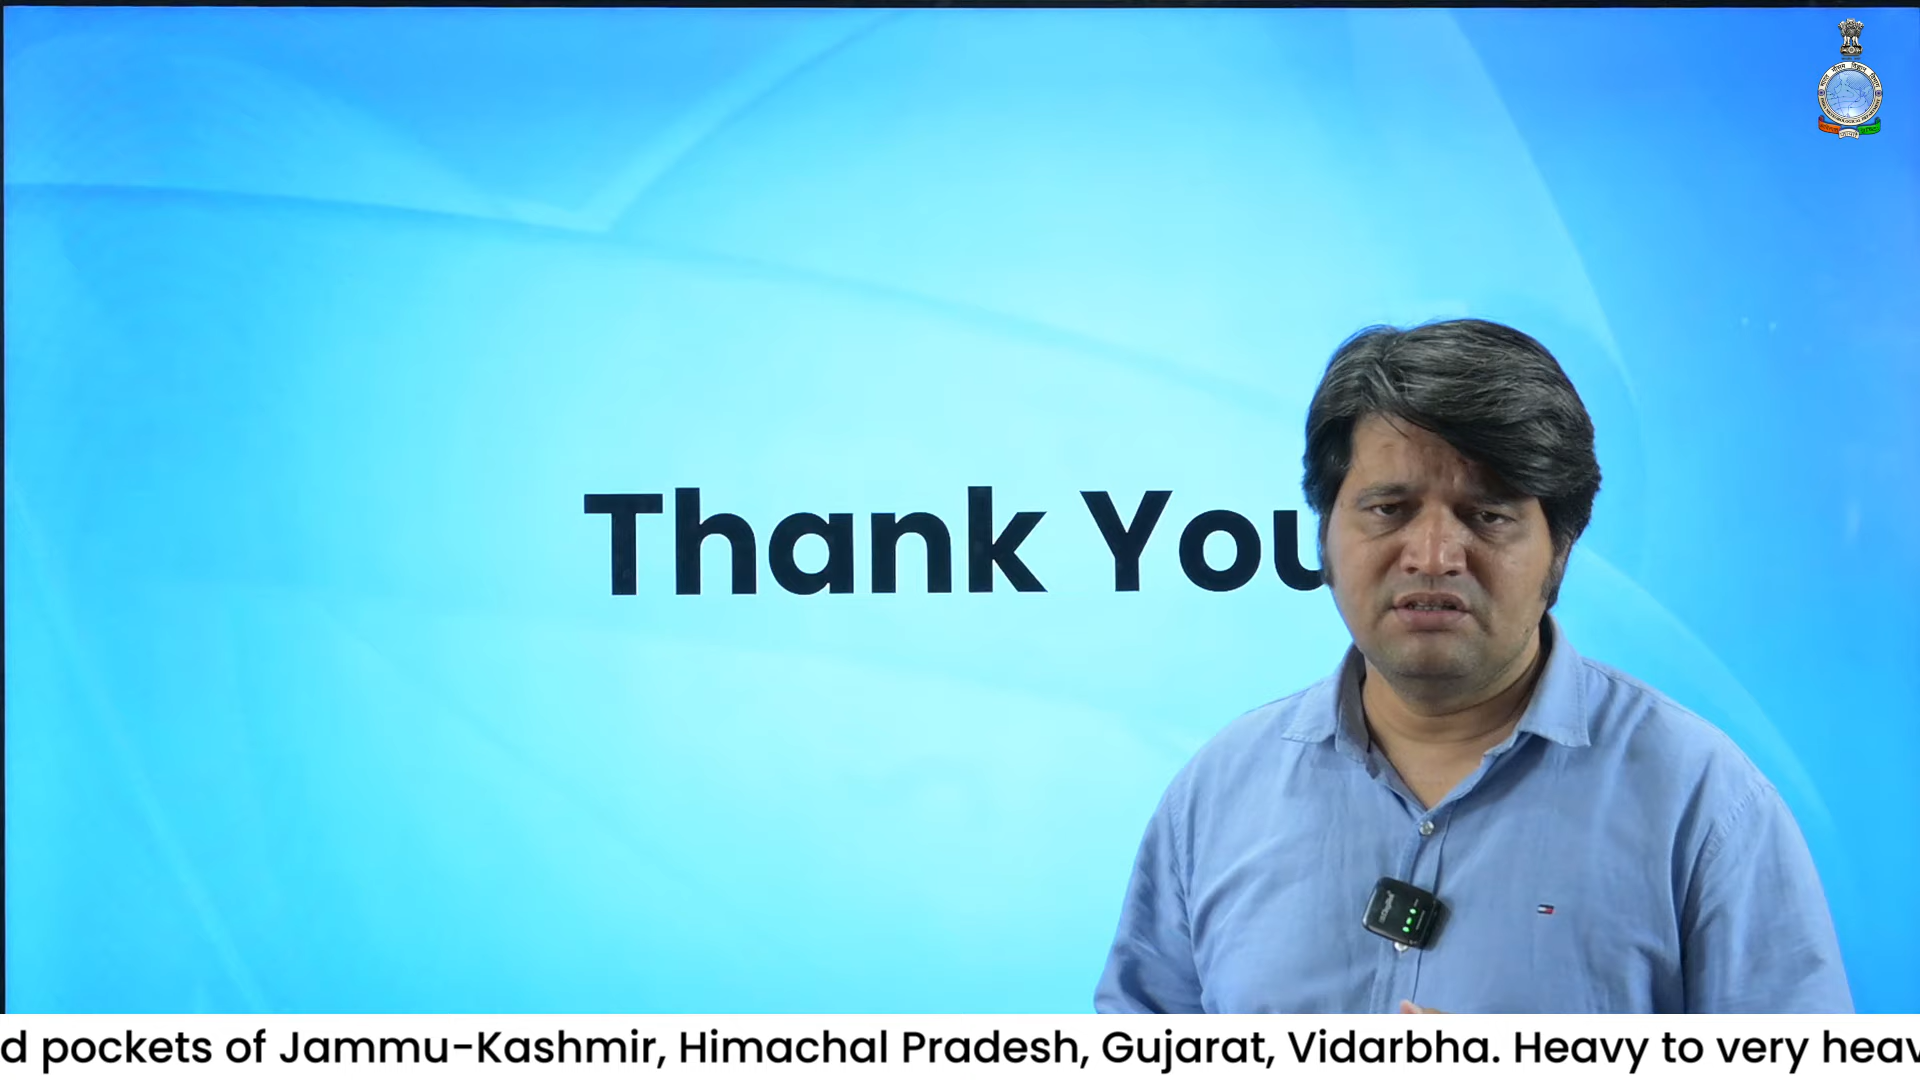 Thank You
d pockets of Jammu-Kashmir, Himachal Pradesh, Gujarat, Vidarbha. Heavy to very heav